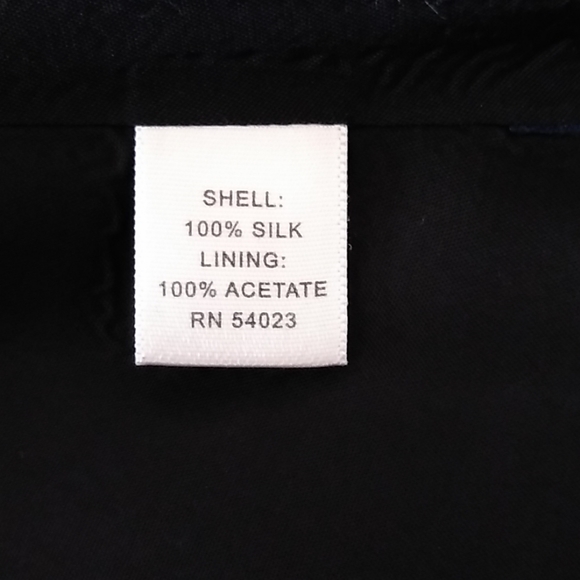 SHELL:
100% SILK
LINING:
100% ACETATE
RN 54023